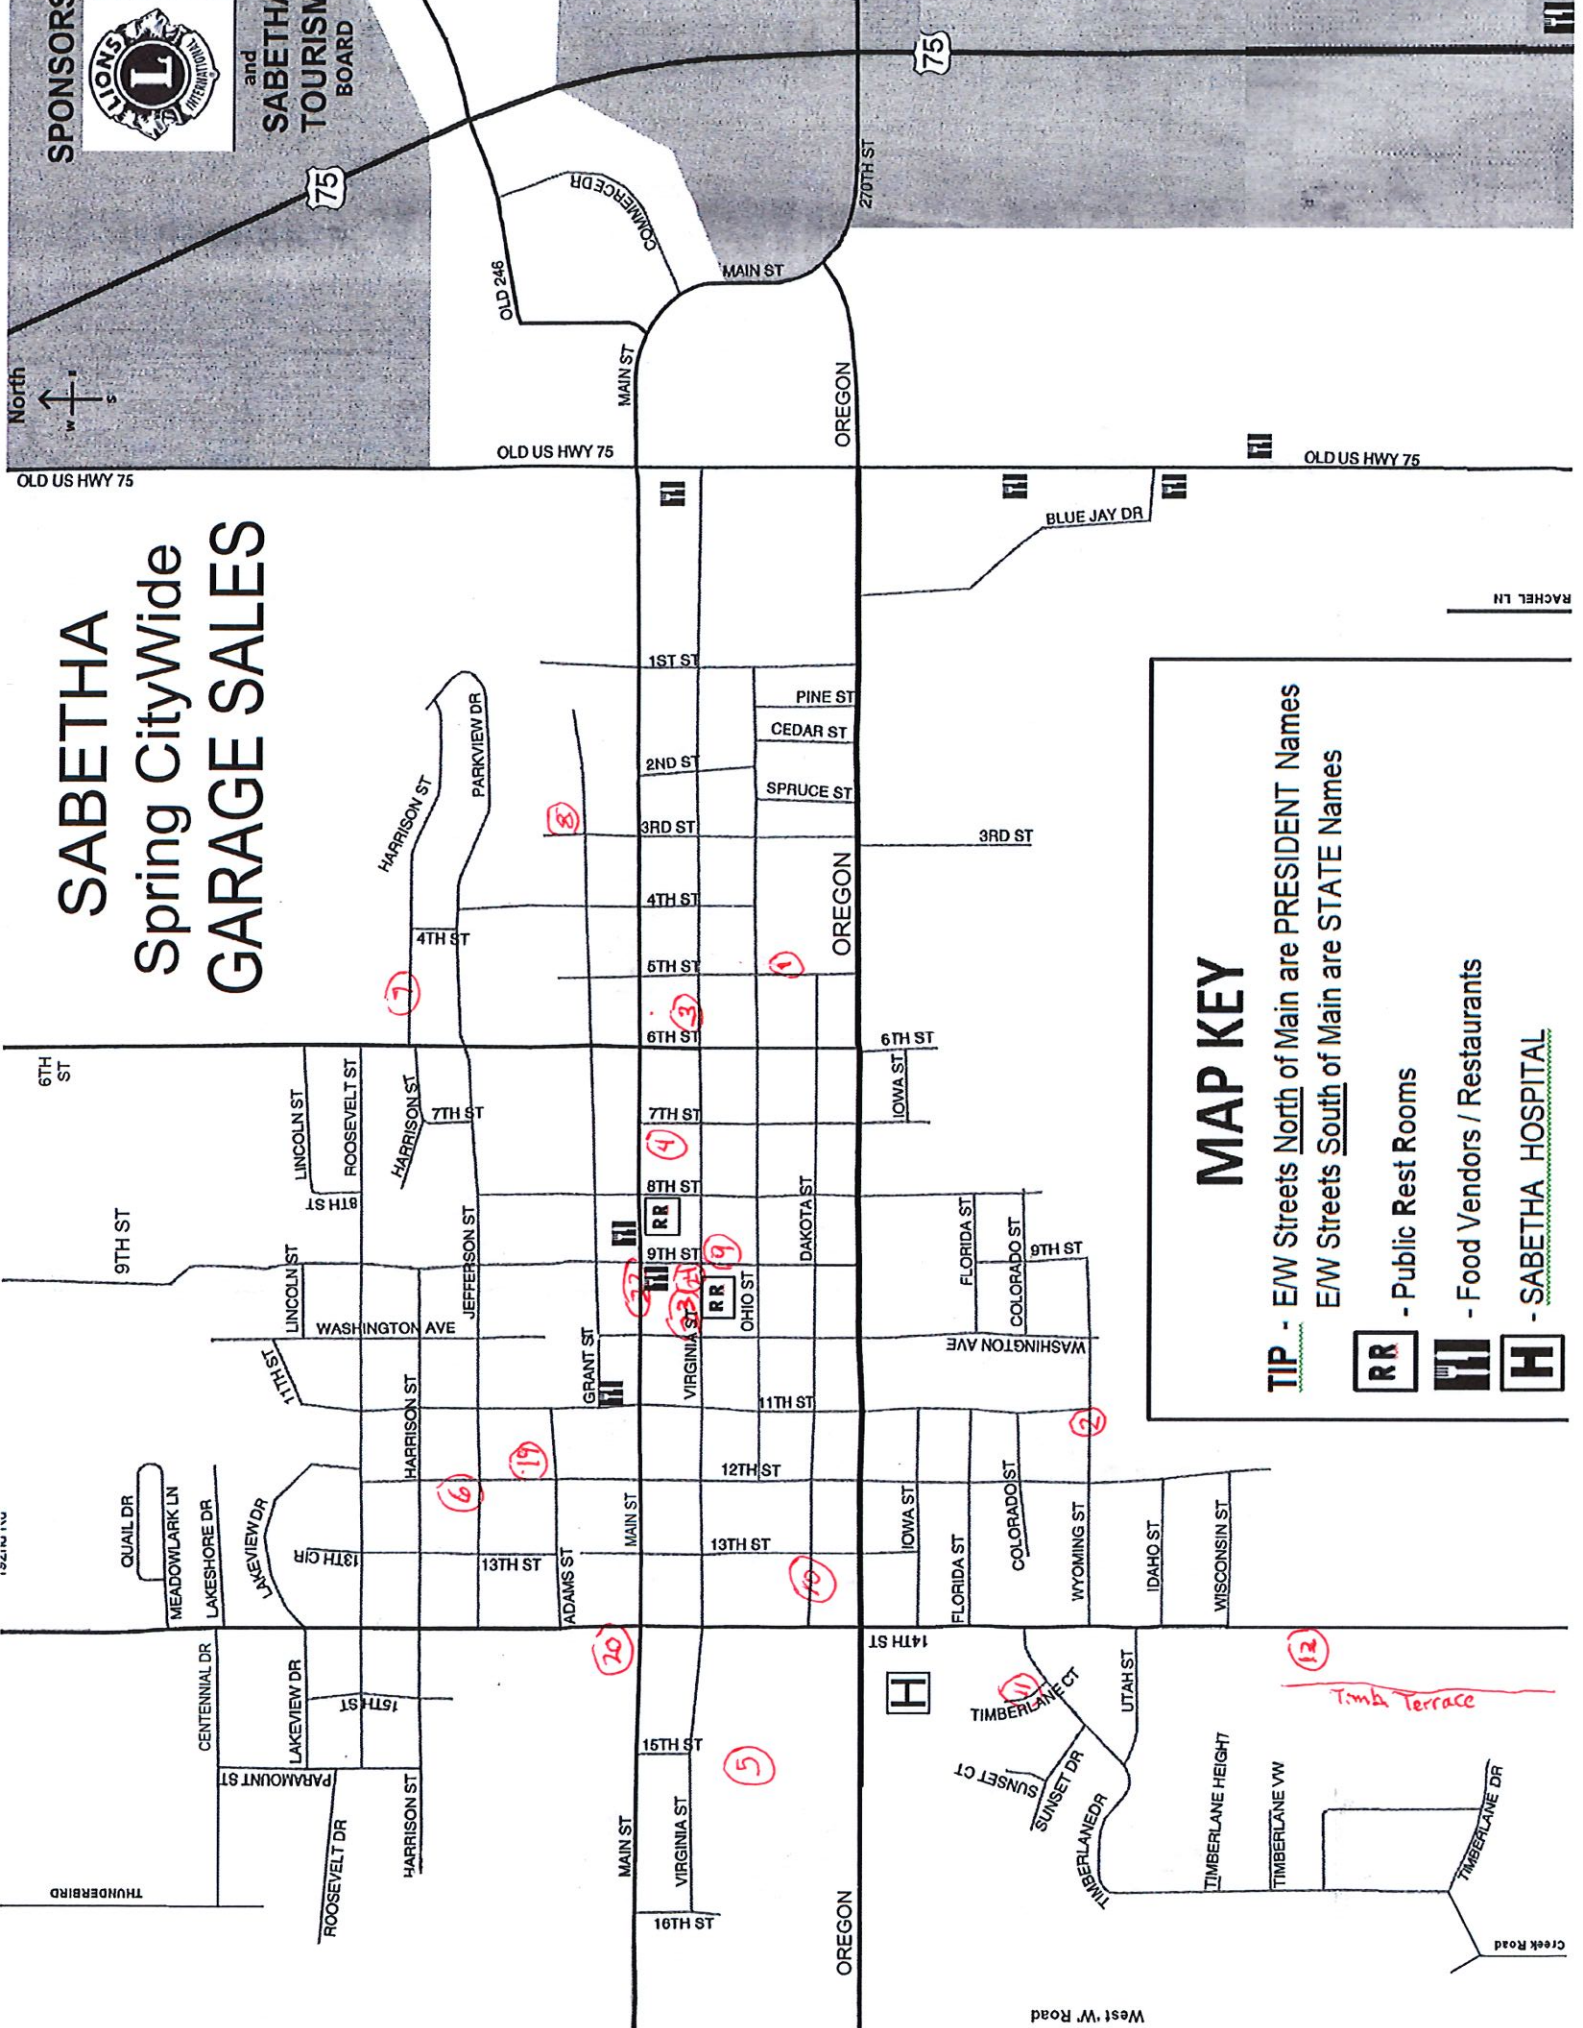 SPONSORS
LIONS
L
INTERNATIONAL
and
SABETHA
TOURISM
BOARD
North
W
S
75
75
SABETHA
Spring CityWide
GARAGE SALES
OLD US HWY 75
OLD US HWY 75
OLD US HWY 75
OLD 246
COMMERCE DR
MAIN ST
MAIN ST
270TH ST
OREGON
BLUE JAY DR
RACHEL LN
1ST ST
PINE ST
CEDAR ST
2ND ST
SPRUCE ST
3RD ST
3RD ST
4TH ST
4TH ST
5TH ST
OREGON
HARRISON ST
PARKVIEW DR
8
7
1
3
6TH ST
6TH ST
6TH
ST
IOWA ST
LINCOLN ST
ROOSEVELT ST
HARRISON ST
7TH ST
7TH ST
4
8TH ST
8TH ST
RR
9TH ST
9TH ST
9TH ST
9
DAKOTA ST
FLORIDA ST
COLORADO ST
JEFFERSON ST
LINCOLN ST
WASHINGTON AVE
WASHINGTON AVE
RR
OHIO ST
VIRGINIA ST
GRANT ST
11TH ST
11TH ST
HARRISON ST
2
19
6
12TH ST
QUAIL DR
MEADOWLARK LN
LAKESHORE DR
LAKEVIEW DR
13TH CIR
13TH ST
ADAMS ST
MAIN ST
13TH ST
10
IOWA ST
FLORIDA ST
COLORADO ST
WYOMING ST
IDAHO ST
WISCONSIN ST
20
14TH ST
H
11
TIMBERLANE CT
UTAH ST
12
Timb Terrace
CENTENNIAL DR
LAKEVIEW DR
15TH ST
15TH ST
5
PARAMOUNT ST
ROOSEVELT DR
HARRISON ST
THUNDERBIRD
MAIN ST
VIRGINIA ST
16TH ST
OREGON
SUNSET CT
SUNSET DR
TIMBERLANE DR
TIMBERLANE HEIGHT
TIMBERLANE VW
TIMBERLANE DR
Creek Road
West 'W' Road
MAP KEY
TIP - E/W Streets North of Main are PRESIDENT Names
E/W Streets South of Main are STATE Names
RR - Public Rest Rooms
- Food Vendors / Restaurants
H - SABETHA HOSPITAL